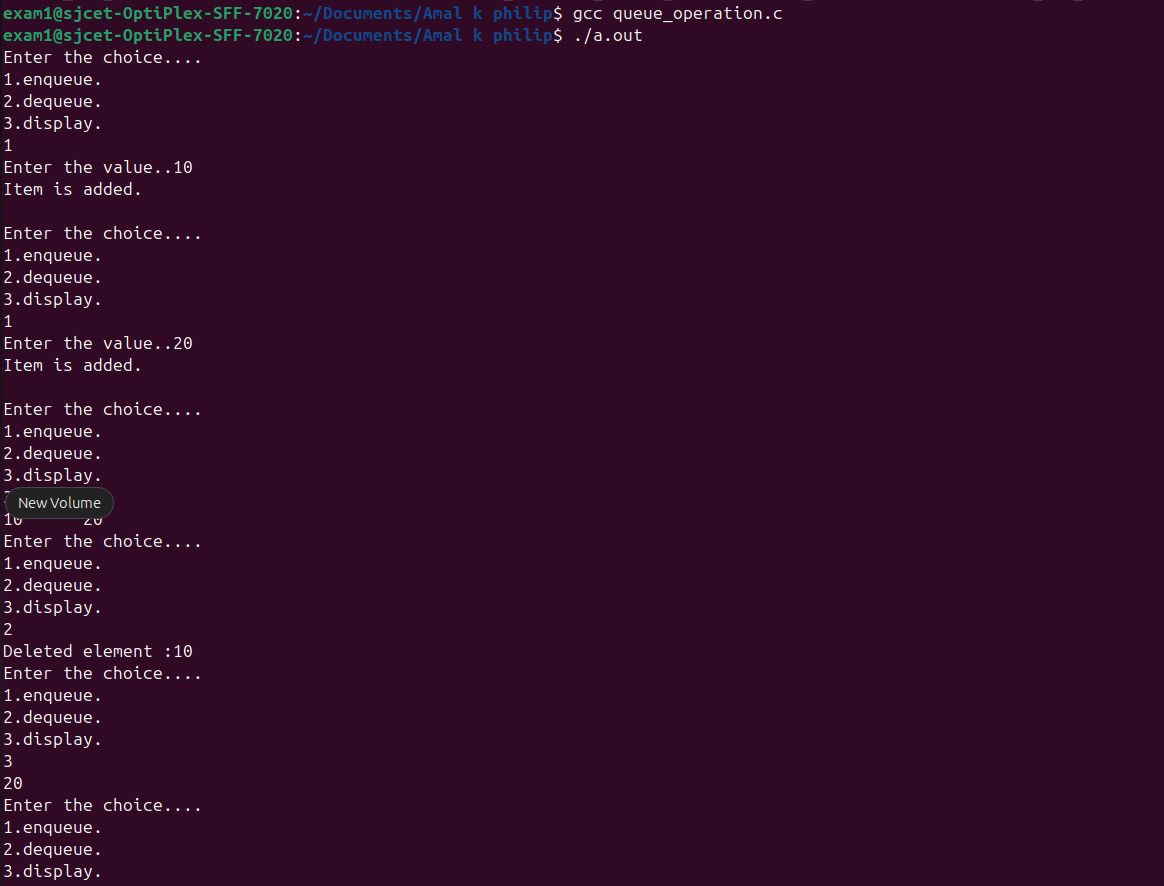 exam1@sjcet-OptiPlex-SFF-7020:~/Documents/Amal k philip$ gcc queue_operation.c
exam1@sjcet-OptiPlex-SFF-7020:~/Documents/Amal k philip$ ./a.out
Enter the choice....
1.enqueue.
2.dequeue.
3.display.
1
Enter the value..10
Item is added.

Enter the choice....
1.enqueue.
2.dequeue.
3.display.
1
Enter the value..20
Item is added.

Enter the choice....
1.enqueue.
2.dequeue.
3.display.
New Volume
10 20
Enter the choice....
1.enqueue.
2.dequeue.
3.display.
2
Deleted element :10
Enter the choice....
1.enqueue.
2.dequeue.
3.display.
3
20
Enter the choice....
1.enqueue.
2.dequeue.
3.display.